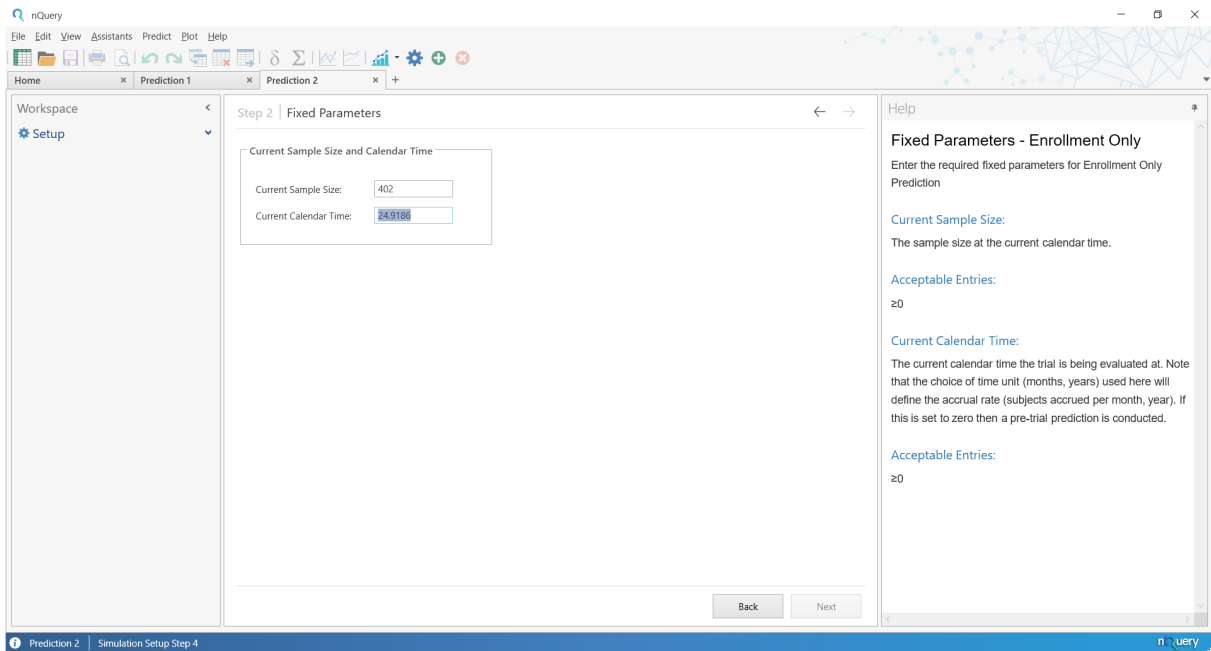 nQuery
File Edit View Assistants Predict Plot Help
Home × Prediction 1 × Prediction 2 × +
Workspace
Setup
Step 2 | Fixed Parameters
Current Sample Size and Calendar Time
Current Sample Size: 402
Current Calendar Time: 24.9186
Back Next
Help
Fixed Parameters - Enrollment Only
Enter the required fixed parameters for Enrollment Only
Prediction
Current Sample Size:
The sample size at the current calendar time.
Acceptable Entries:
≥0
Current Calendar Time:
The current calendar time the trial is being evaluated at. Note
that the choice of time unit (months, years) used here will
define the accrual rate (subjects accrued per month, year). If
this is set to zero then a pre-trial prediction is conducted.
Acceptable Entries:
≥0
Prediction 2 | Simulation Setup Step 4
nQuery